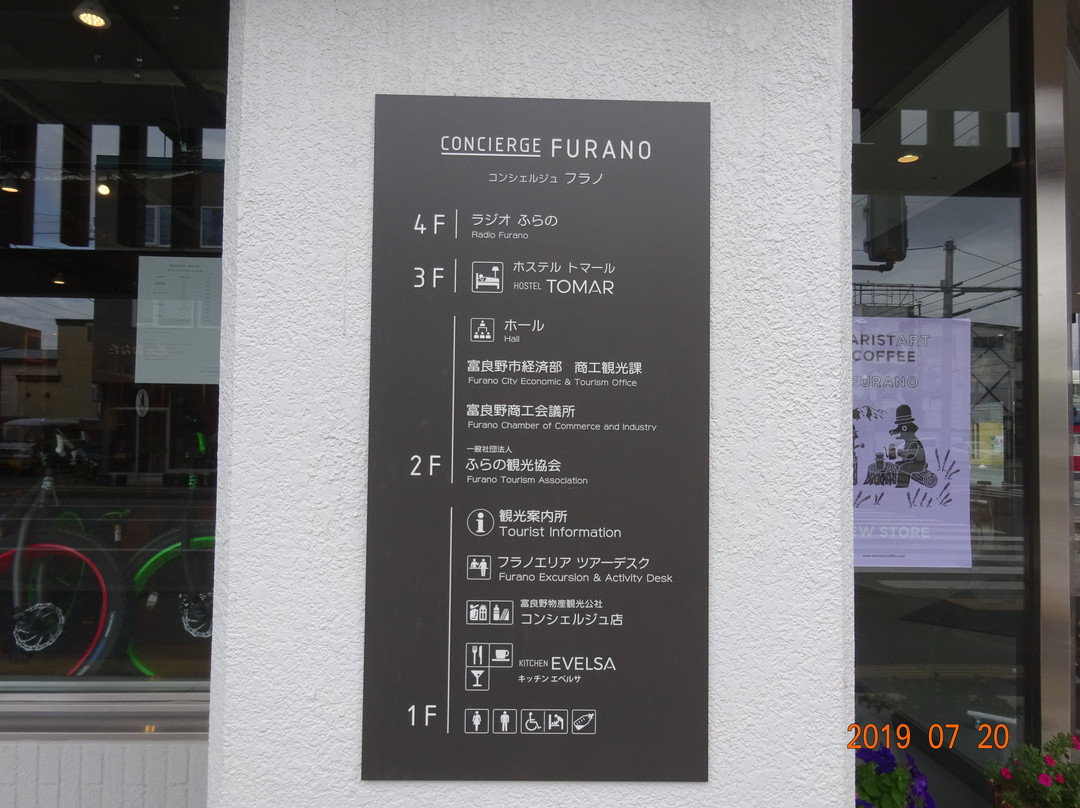 CONCIERGE FURANO
コンシェルジュ フラノ
4F
ラジオ ふらの
Radio Furano
3F
ホステル トマール
HOSTEL TOMAR
ホール
Hall
富良野市経済部 商工観光課
Furano City Economic & Tourism Office
富良野商工会議所
Furano Chamber of Commerce and Industry
一般社団法人
2F
ふらの観光協会
Furano Tourism Association
観光案内所
Tourist Information
フラノエリア ツアーデスク
Furano Excursion & Activity Desk
富良野物産観光公社
コンシェルジュ店
KITCHEN EVELSA
キッチン エベルサ
1F
ARISTART
COFFEE
FURANO
EW STORE
2019 07 20